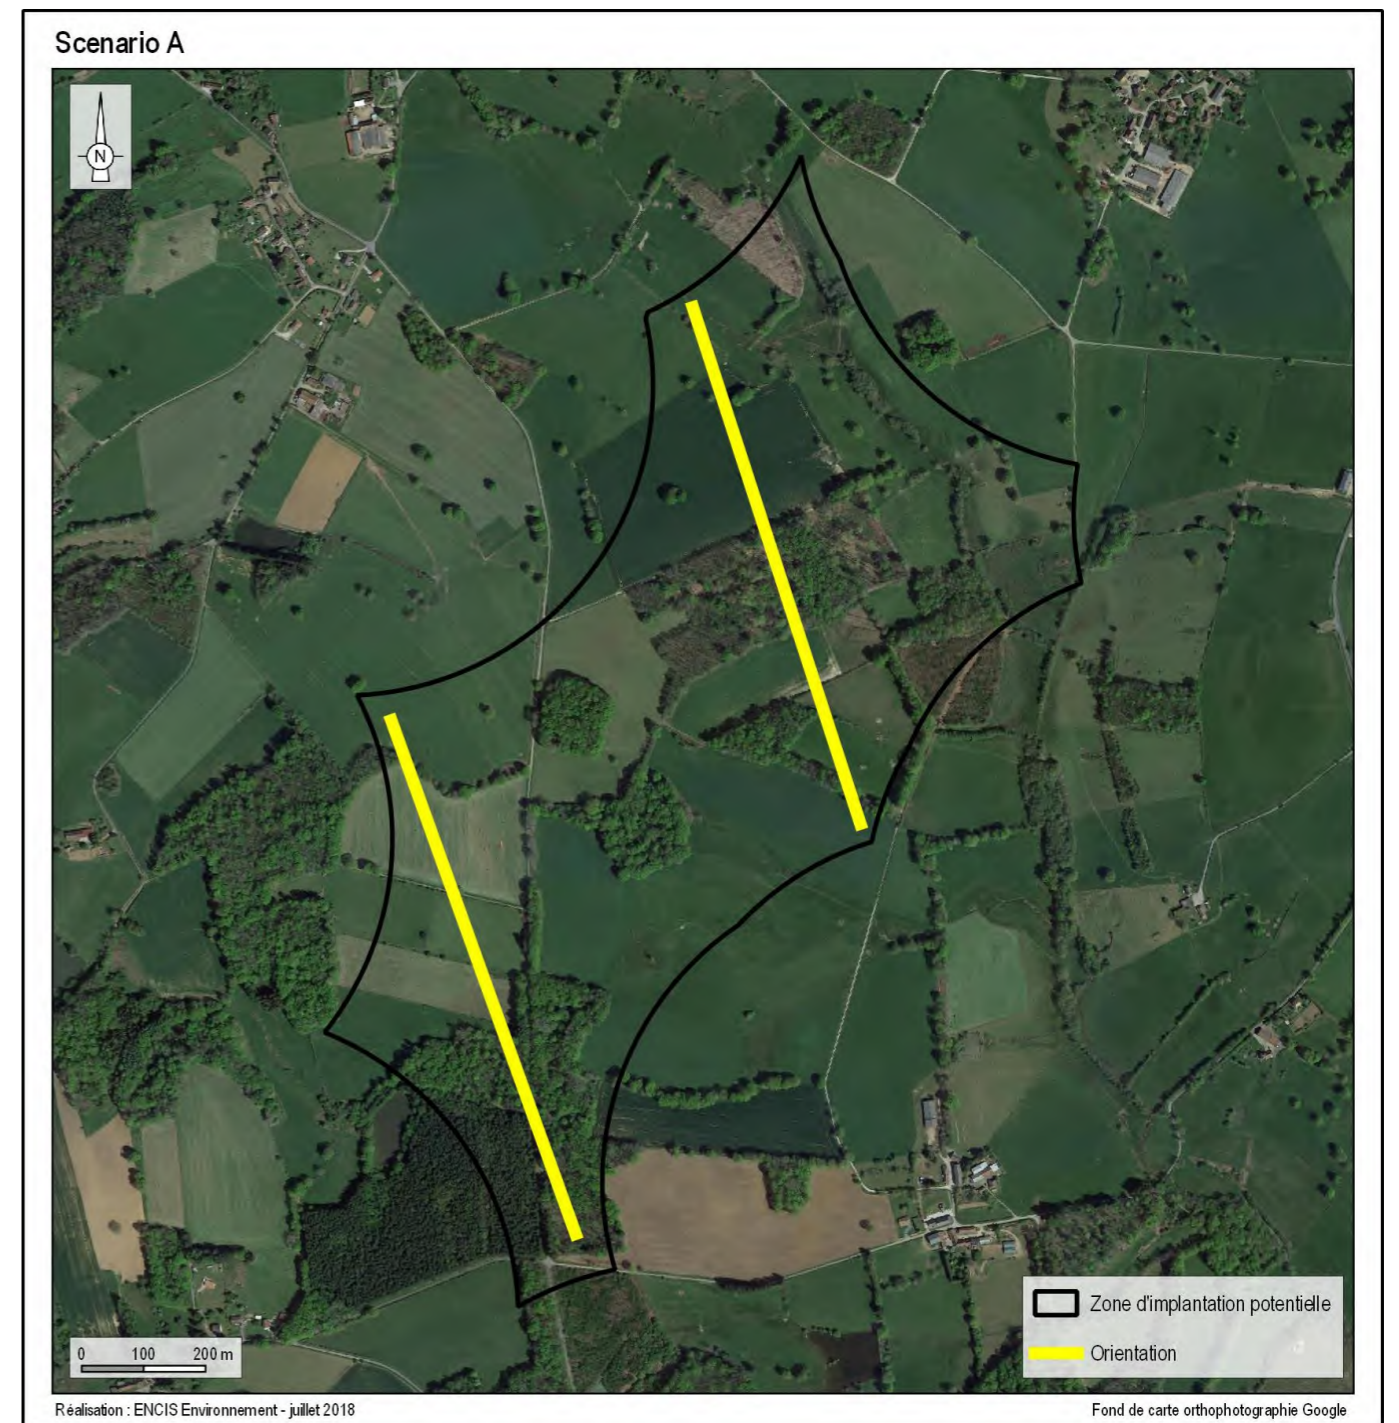 Scenario A
N
Zone d'implantation potentielle
Orientation
0 100 200 m
Réalisation : ENCIS Environnement - juillet 2018
Fond de carte orthophotographie Google